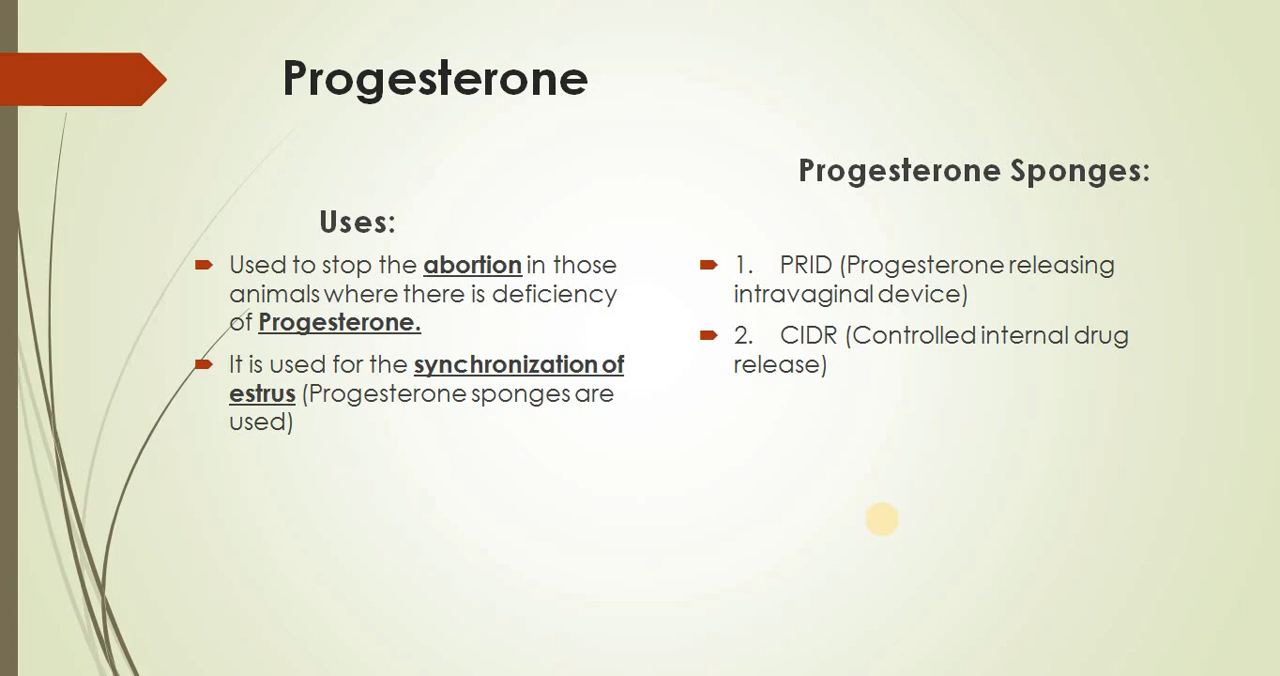 Progesterone
Uses:
Used to stop the abortion in those
animals where there is deficiency
of Progesterone.
It is used for the synchronization of
estrus (Progesterone sponges are
used)
Progesterone Sponges:
1. PRID (Progesterone releasing
intravaginal device)
2. CIDR (Controlled internal drug
release)